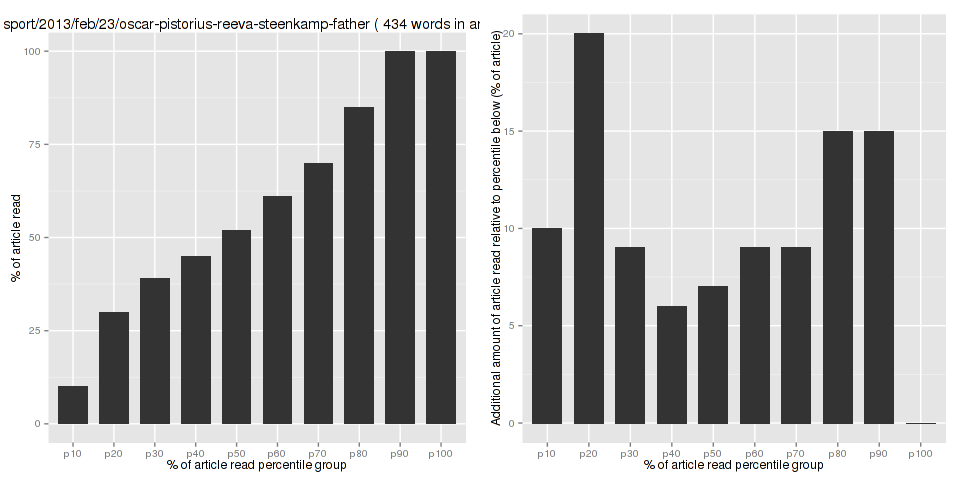 sport/2013/feb/23/oscar-pistorius-reeva-steenkamp-father ( 434 words in ar
% of article read
100
75
50
25
0
p10 p20 p30 p40 p50 p60 p70 p80 p90 p100
% of article read percentile group
Additional amount of article read relative to percentile below (% of article)
20
15
10
5
0
p10 p20 p30 p40 p50 p60 p70 p80 p90 p100
% of article read percentile group